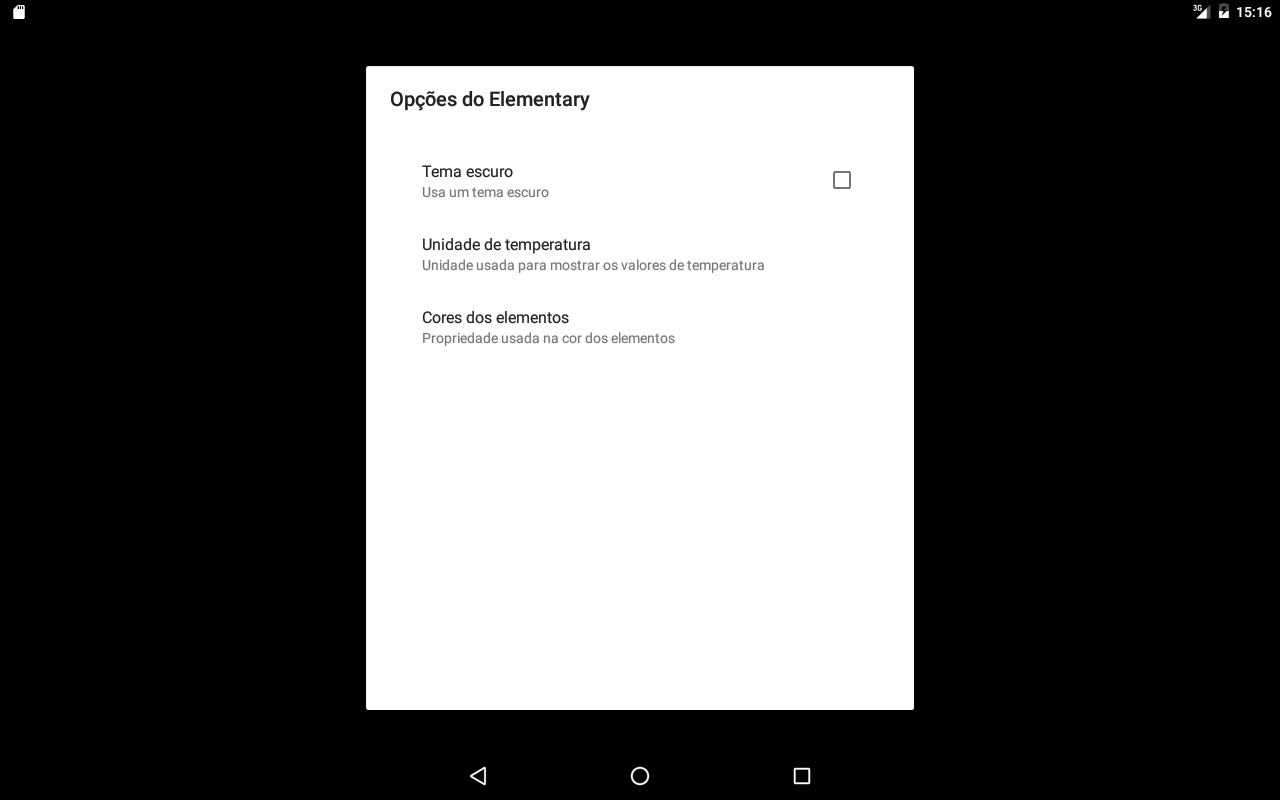 3G 15:16
Opções do Elementary
Tema escuro
Usa um tema escuro
Unidade de temperatura
Unidade usada para mostrar os valores de temperatura
Cores dos elementos
Propriedade usada na cor dos elementos